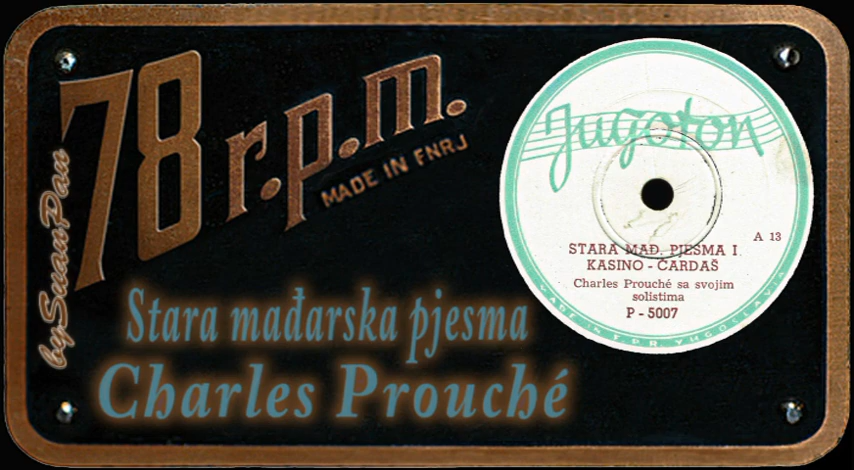 78 r.p.m.
MADE IN FNRJ
bySwanPan
Stara mađarska pjesma
Charles Prouché
Jugoton
A 13
STARA MAĐ. PJESMA I
KASINO - ČARDAŠ
Charles Prouché sa svojim
solistima
P - 5007
MADE IN F.P.R. YUGOSLAVIA